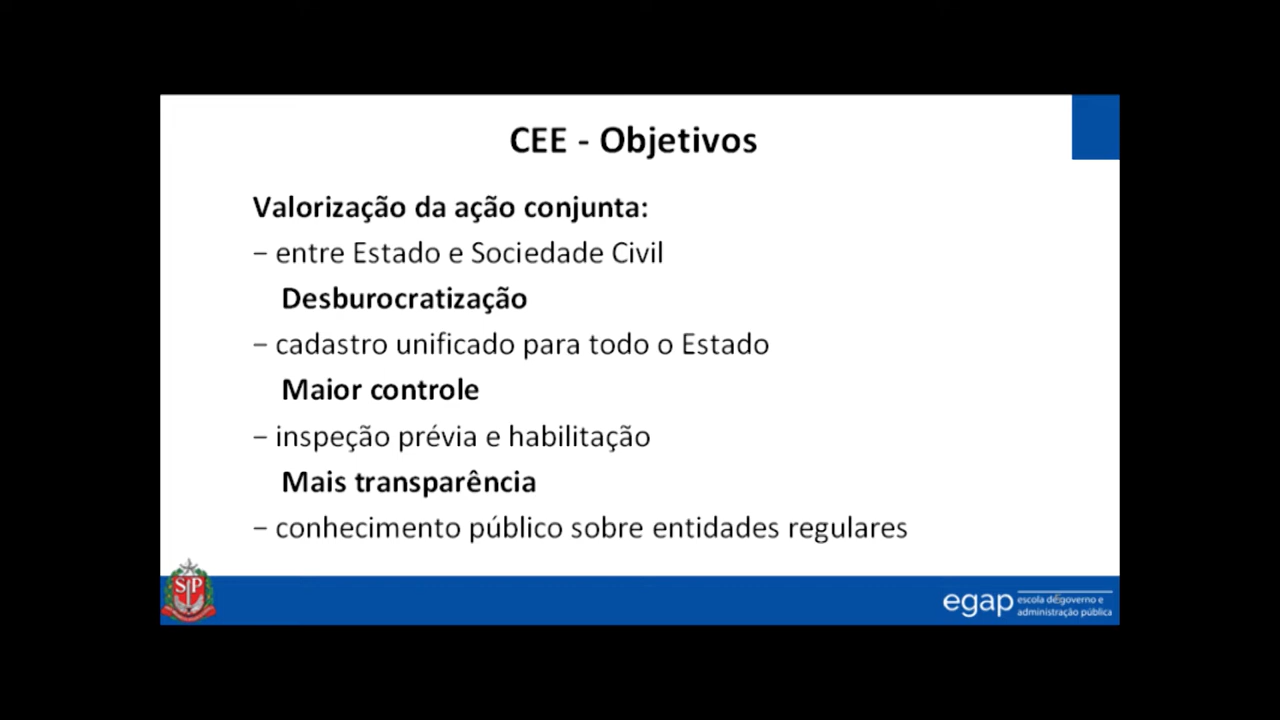 CEE - Objetivos
Valorização da ação conjunta:
− entre Estado e Sociedade Civil
Desburocratização
− cadastro unificado para todo o Estado
Maior controle
− inspeção prévia e habilitação
Mais transparência
− conhecimento público sobre entidades regulares
SP
egap
escola de governo e
administração pública